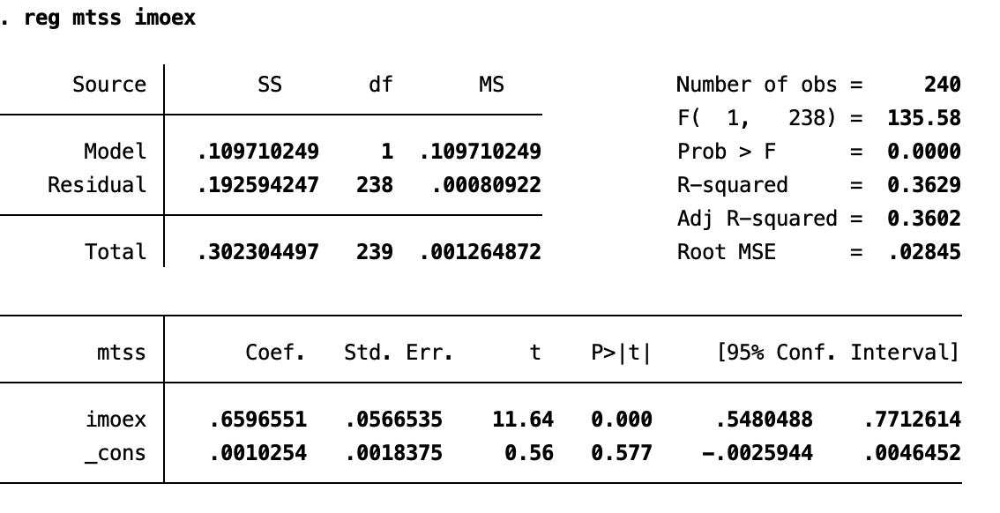 . reg mtss imoex
Source SS df MS Number of obs = 240
F( 1, 238) = 135.58
Model .109710249 1 .109710249 Prob > F = 0.0000
Residual .192594247 238 .00080922 R-squared = 0.3629
Adj R-squared = 0.3602
Total .302304497 239 .001264872 Root MSE = .02845
mtss Coef. Std. Err. t P>|t| [95% Conf. Interval]
imoex .6596551 .0566535 11.64 0.000 .5480488 .7712614
_cons .0010254 .0018375 0.56 0.577 -.0025944 .0046452